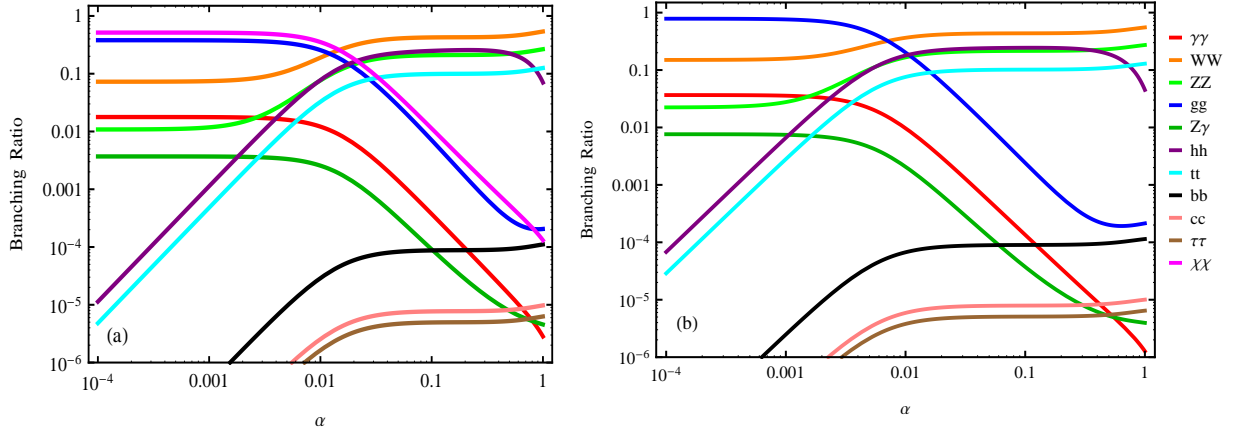 Branching Ratio
1
0.1
0.01
0.001
10⁻⁴
10⁻⁵
10⁻⁶
(a)
10⁻⁴ 0.001 0.01 0.1 1
α
Branching Ratio
1
0.1
0.01
0.001
10⁻⁴
10⁻⁵
10⁻⁶
(b)
10⁻⁴ 0.001 0.01 0.1 1
α
γγ
WW
ZZ
gg
Zγ
hh
tt
bb
cc
ττ
χχ